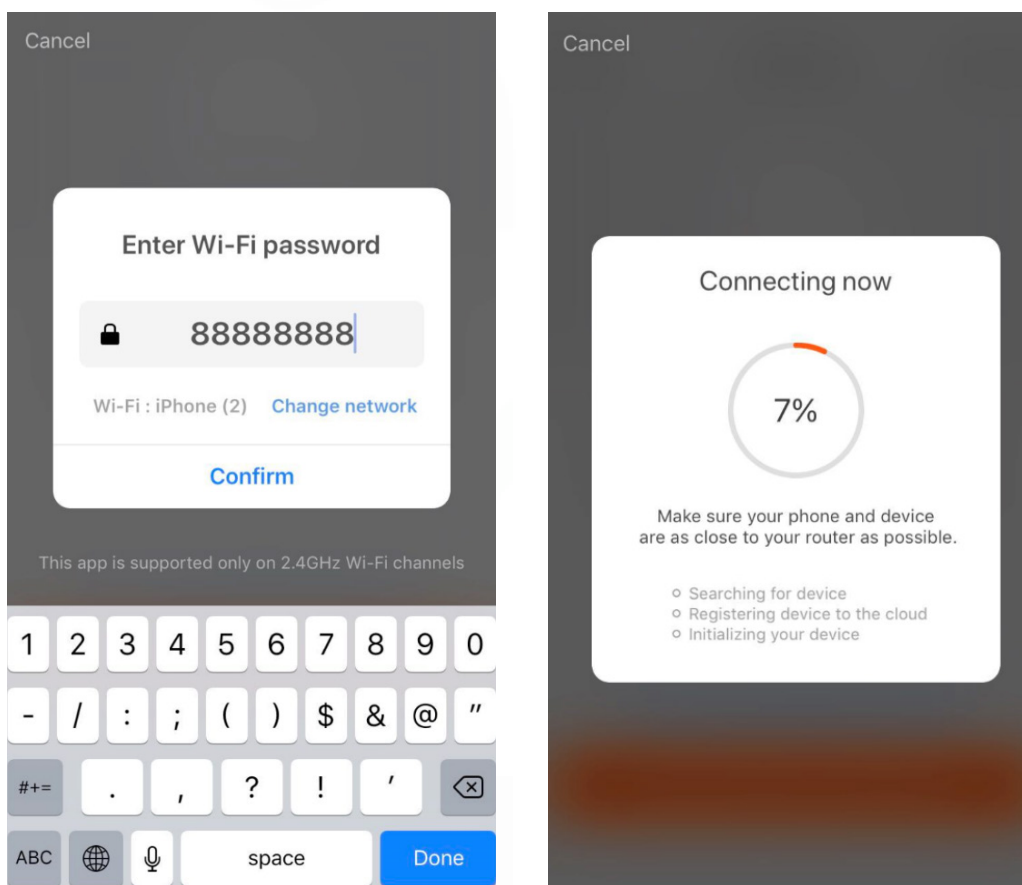 Cancel
Enter Wi-Fi password
88888888
Wi-Fi : iPhone (2) Change network
Confirm
This app is supported only on 2.4GHz Wi-Fi channels
1 2 3 4 5 6 7 8 9 0
- / : ; ( ) $ & @ "
#+= . , ? ! '
ABC space Done
Cancel
Connecting now
7%
Make sure your phone and device
are as close to your router as possible.
Searching for device
Registering device to the cloud
Initializing your device